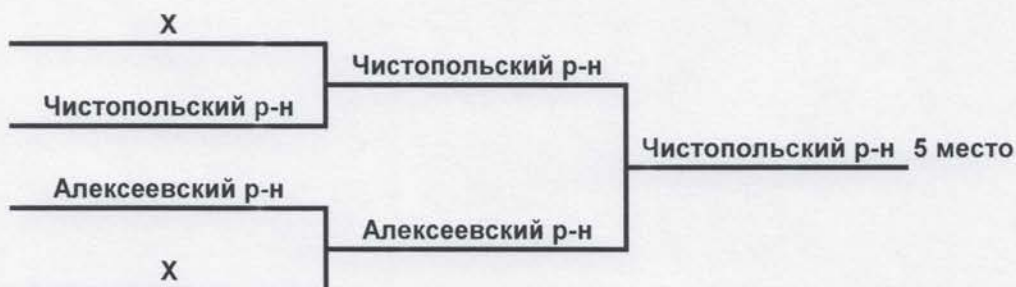 Х
Чистопольский р-н
Чистопольский р-н
Чистопольский р-н 5 место
Алексеевский р-н
Алексеевский р-н
Х